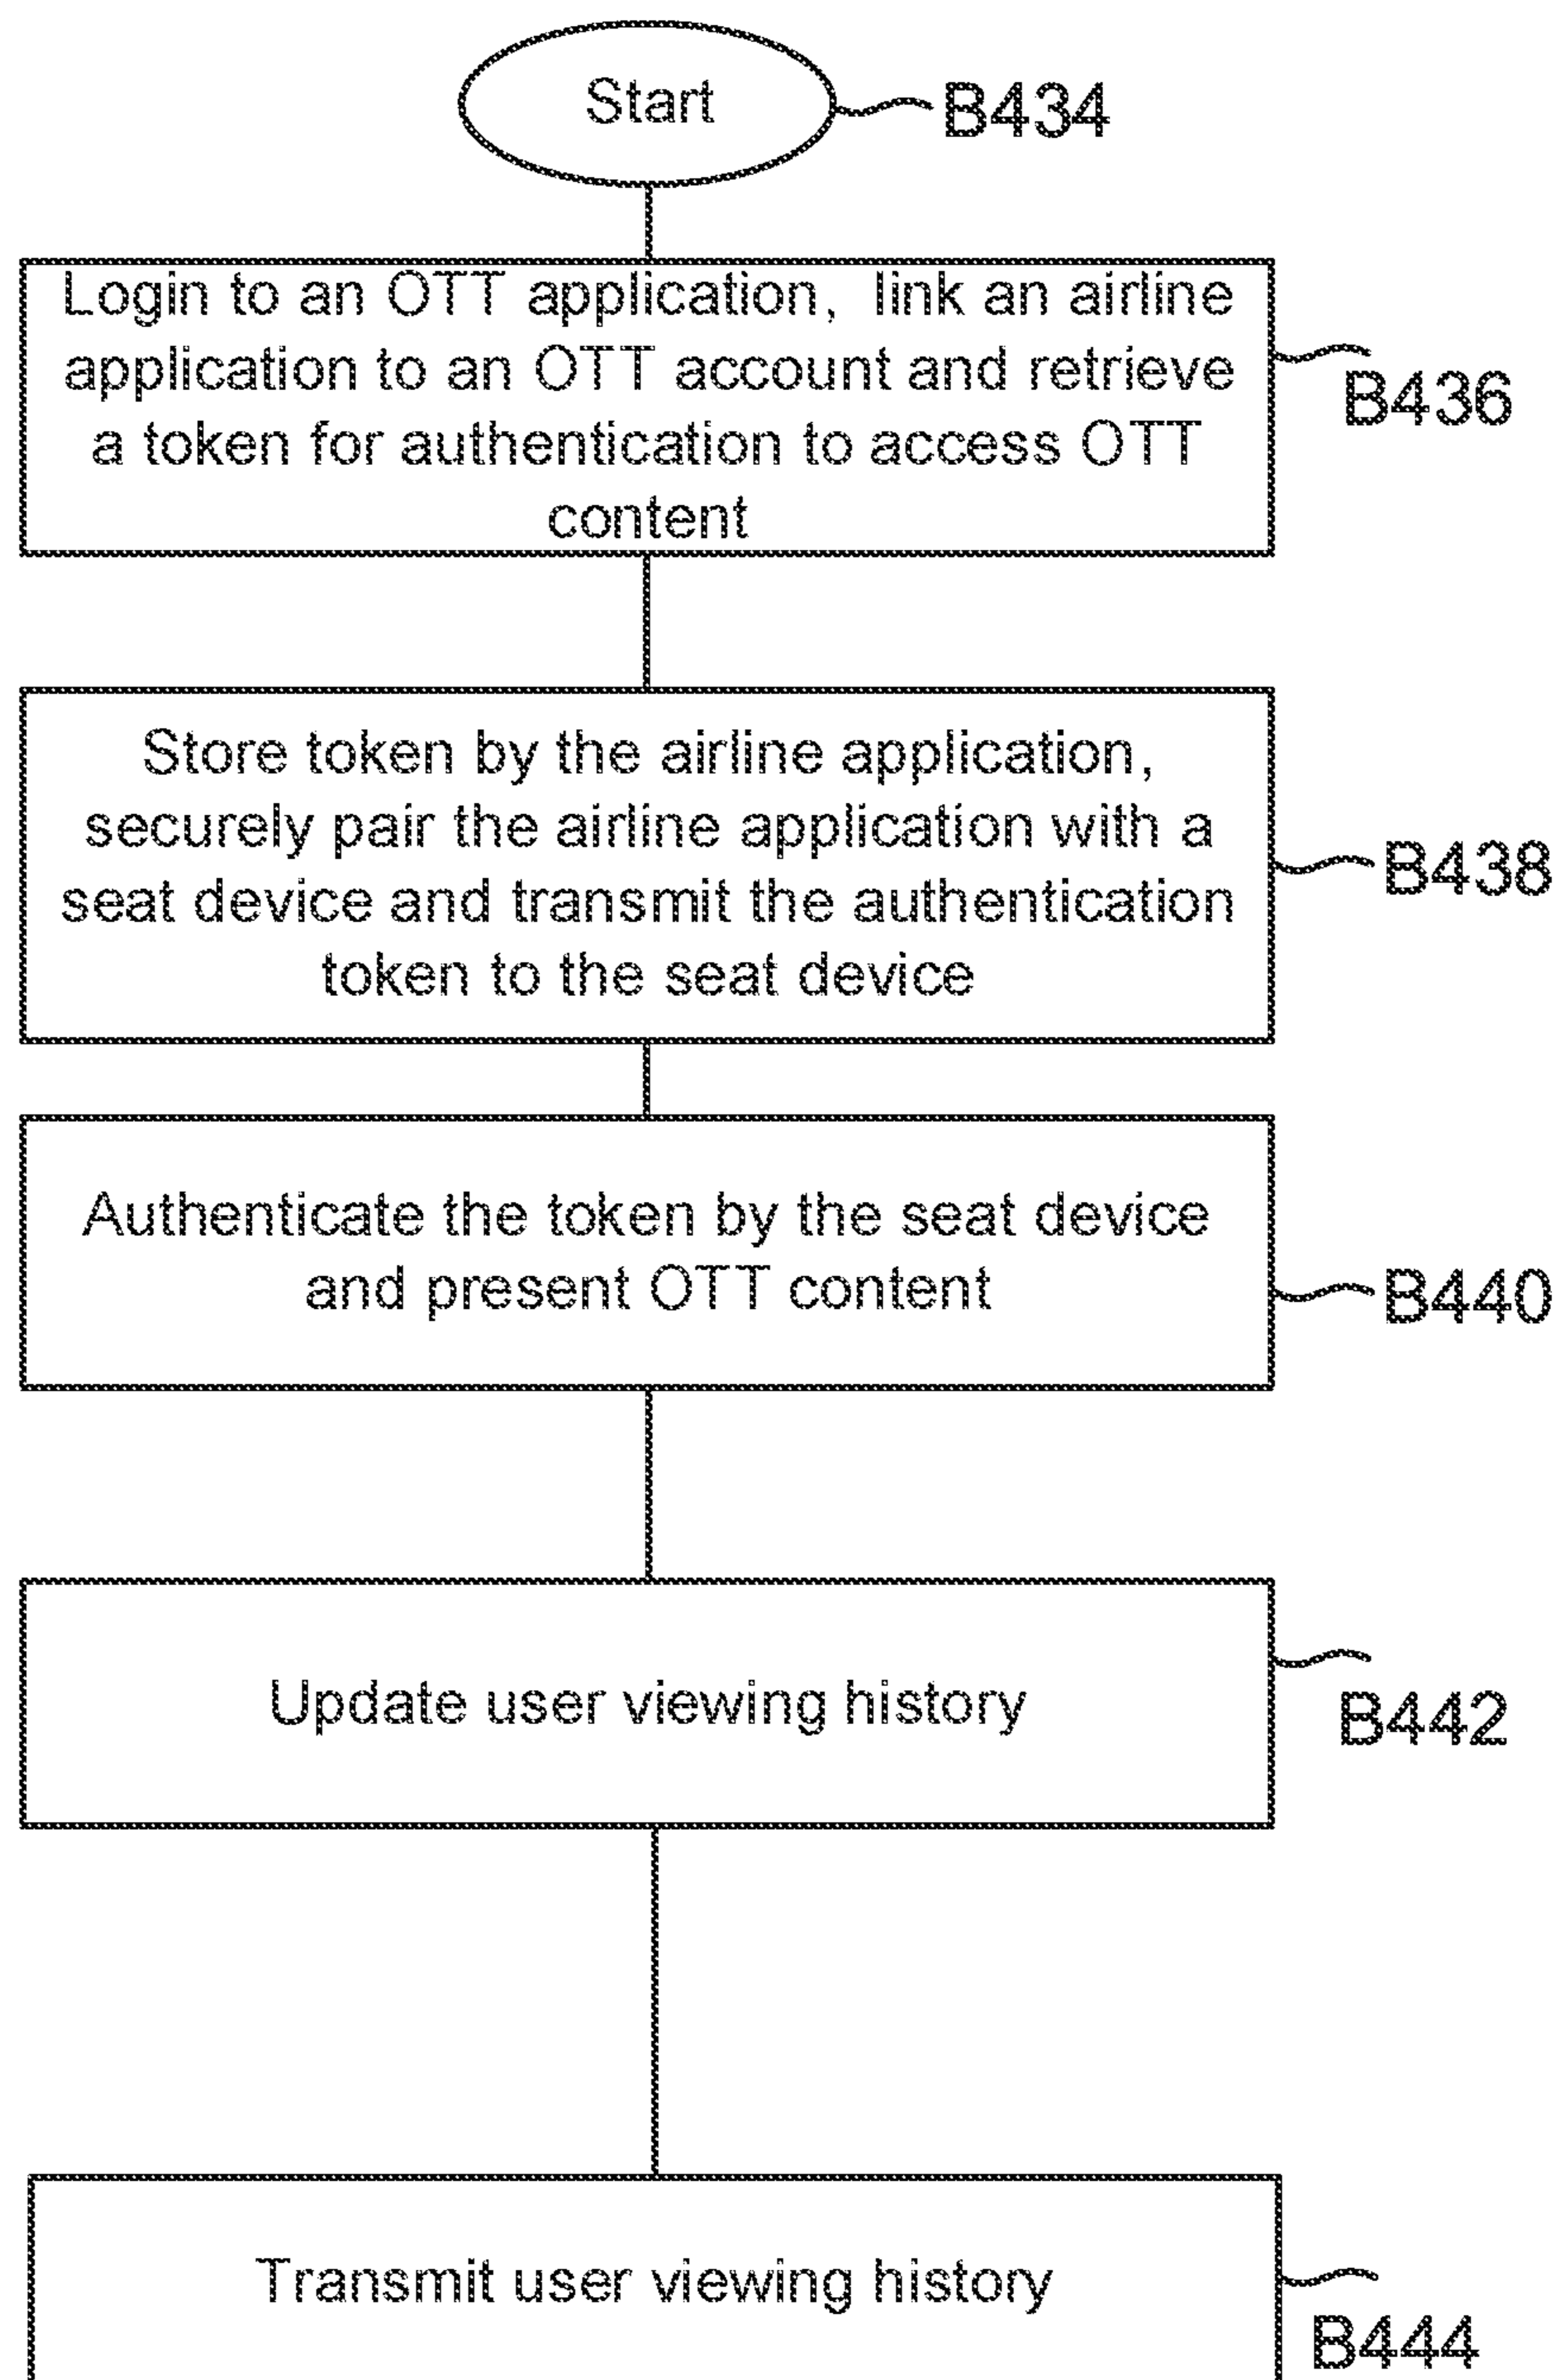 Start
B434
Login to an OTT application, link an airline
application to an OTT account and retrieve
a token for authentication to access OTT
content
B436
Store token by the airline application,
securely pair the airline application with a
seat device and transmit the authentication
token to the seat device
B438
Authenticate the token by the seat device
and present OTT content
B440
Update user viewing history
B442
Transmit user viewing history
B444